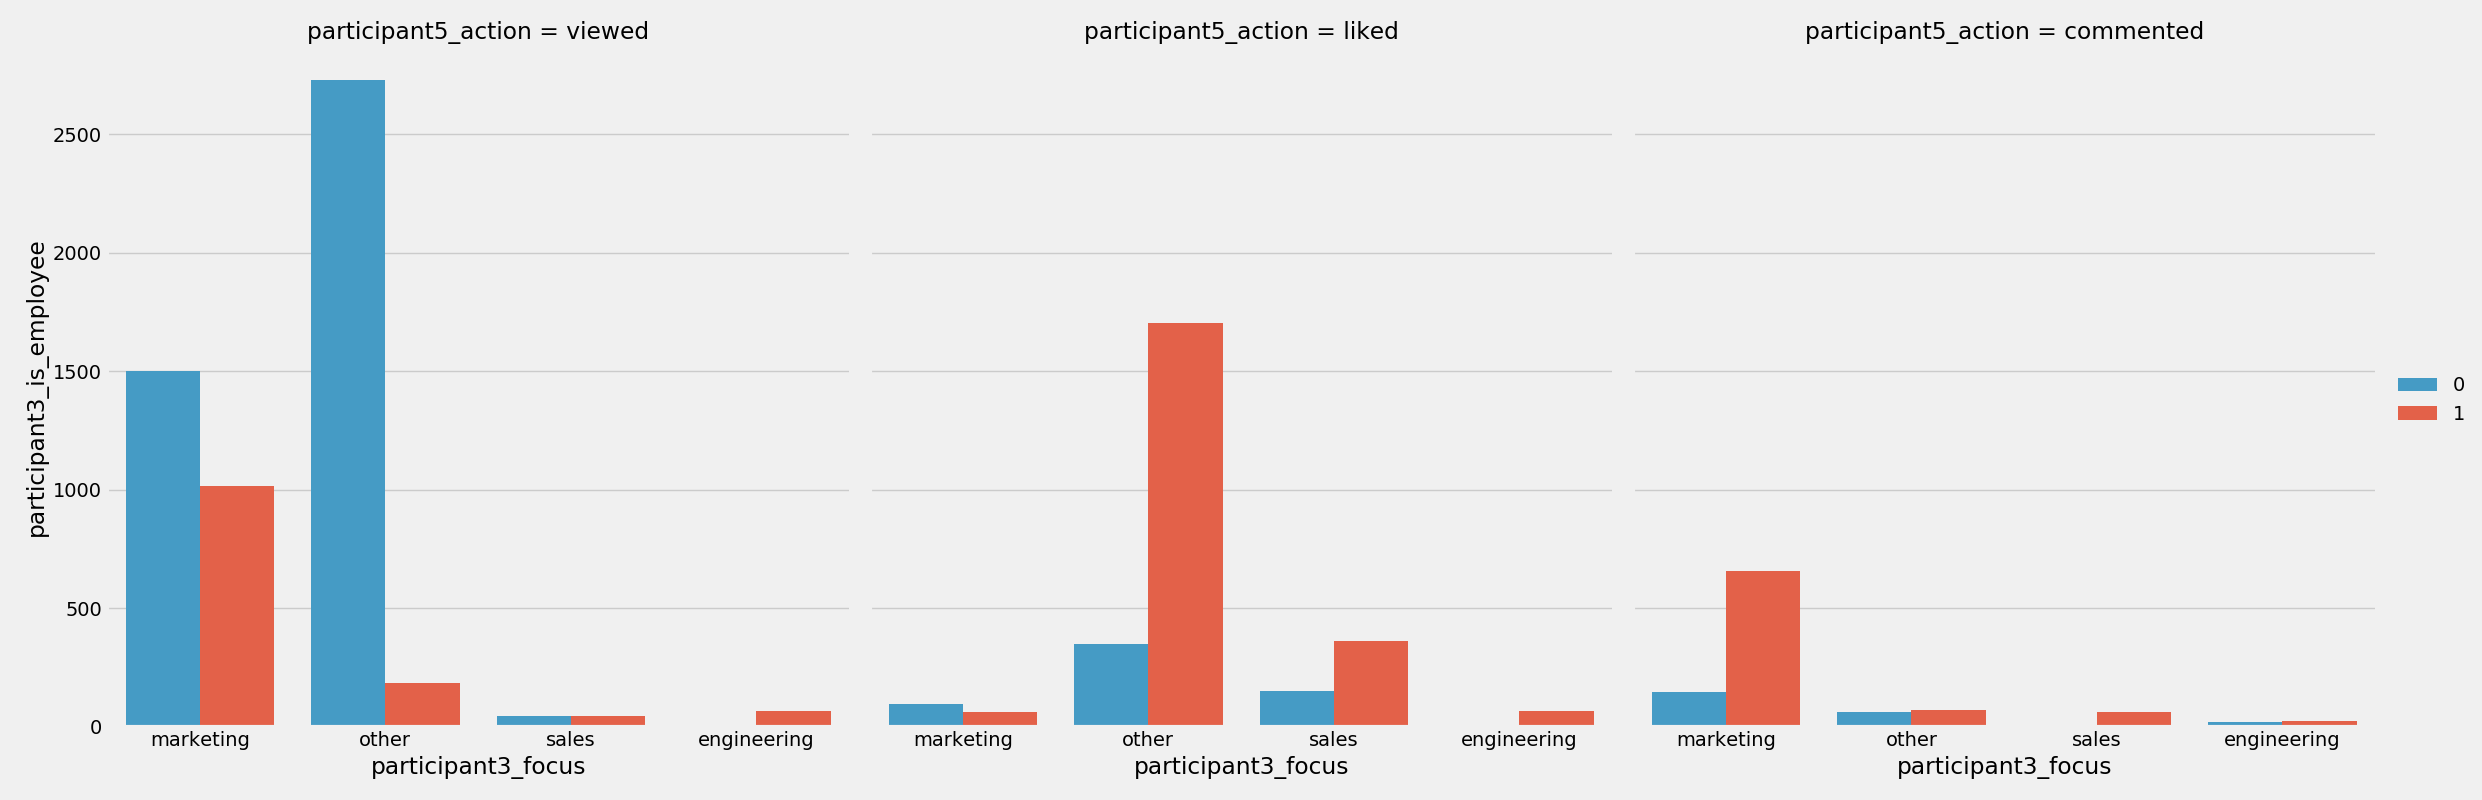 participant5_action = viewed
participant5_action = liked
participant5_action = commented
participant3_is_employee
2500
2000
1500
1000
500
0
marketing other sales engineering
marketing other sales engineering
marketing other sales engineering
participant3_focus
participant3_focus
participant3_focus
0
1